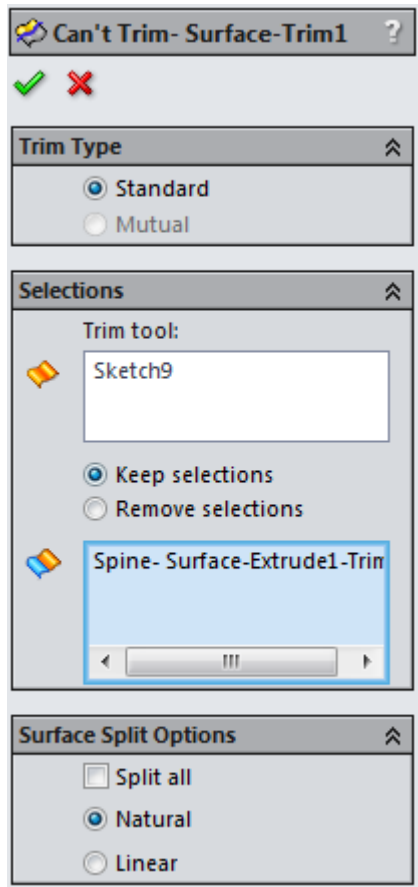 Can't Trim- Surface-Trim1 ?
Trim Type
Standard
Mutual
Selections
Trim tool:
Sketch9
Keep selections
Remove selections
Spine- Surface-Extrude1-Trim
Surface Split Options
Split all
Natural
Linear